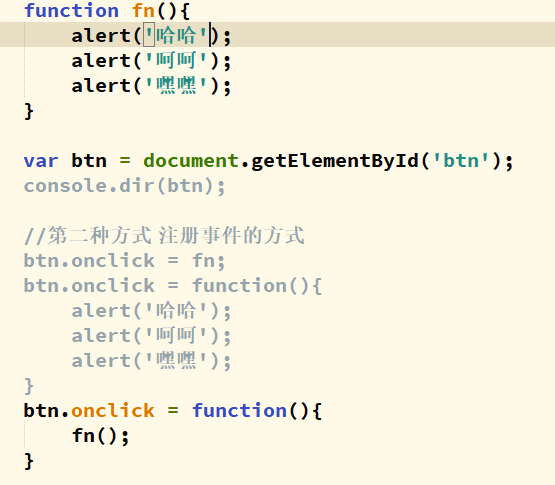 function fn(){
    alert('哈哈');
    alert('呵呵');
    alert('嘿嘿');
}
var btn = document.getElementById('btn');
console.dir(btn);
//第二种方式 注册事件的方式
btn.onclick = fn;
btn.onclick = function(){
    alert('哈哈');
    alert('呵呵');
    alert('嘿嘿');
}
btn.onclick = function(){
    fn();
}